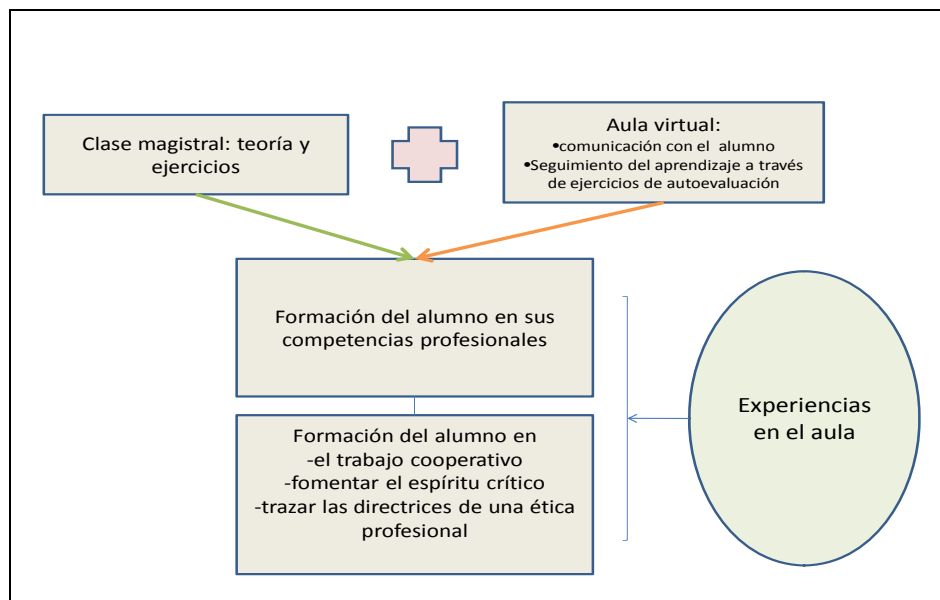 Clase magistral: teoría y
ejercicios
Aula virtual:
•comunicación con el alumno
•Seguimiento del aprendizaje a través
de ejercicios de autoevaluación
Formación del alumno en sus
competencias profesionales
Formación del alumno en
-el trabajo cooperativo
-fomentar el espíritu crítico
-trazar las directrices de una ética
profesional
Experiencias
en el aula